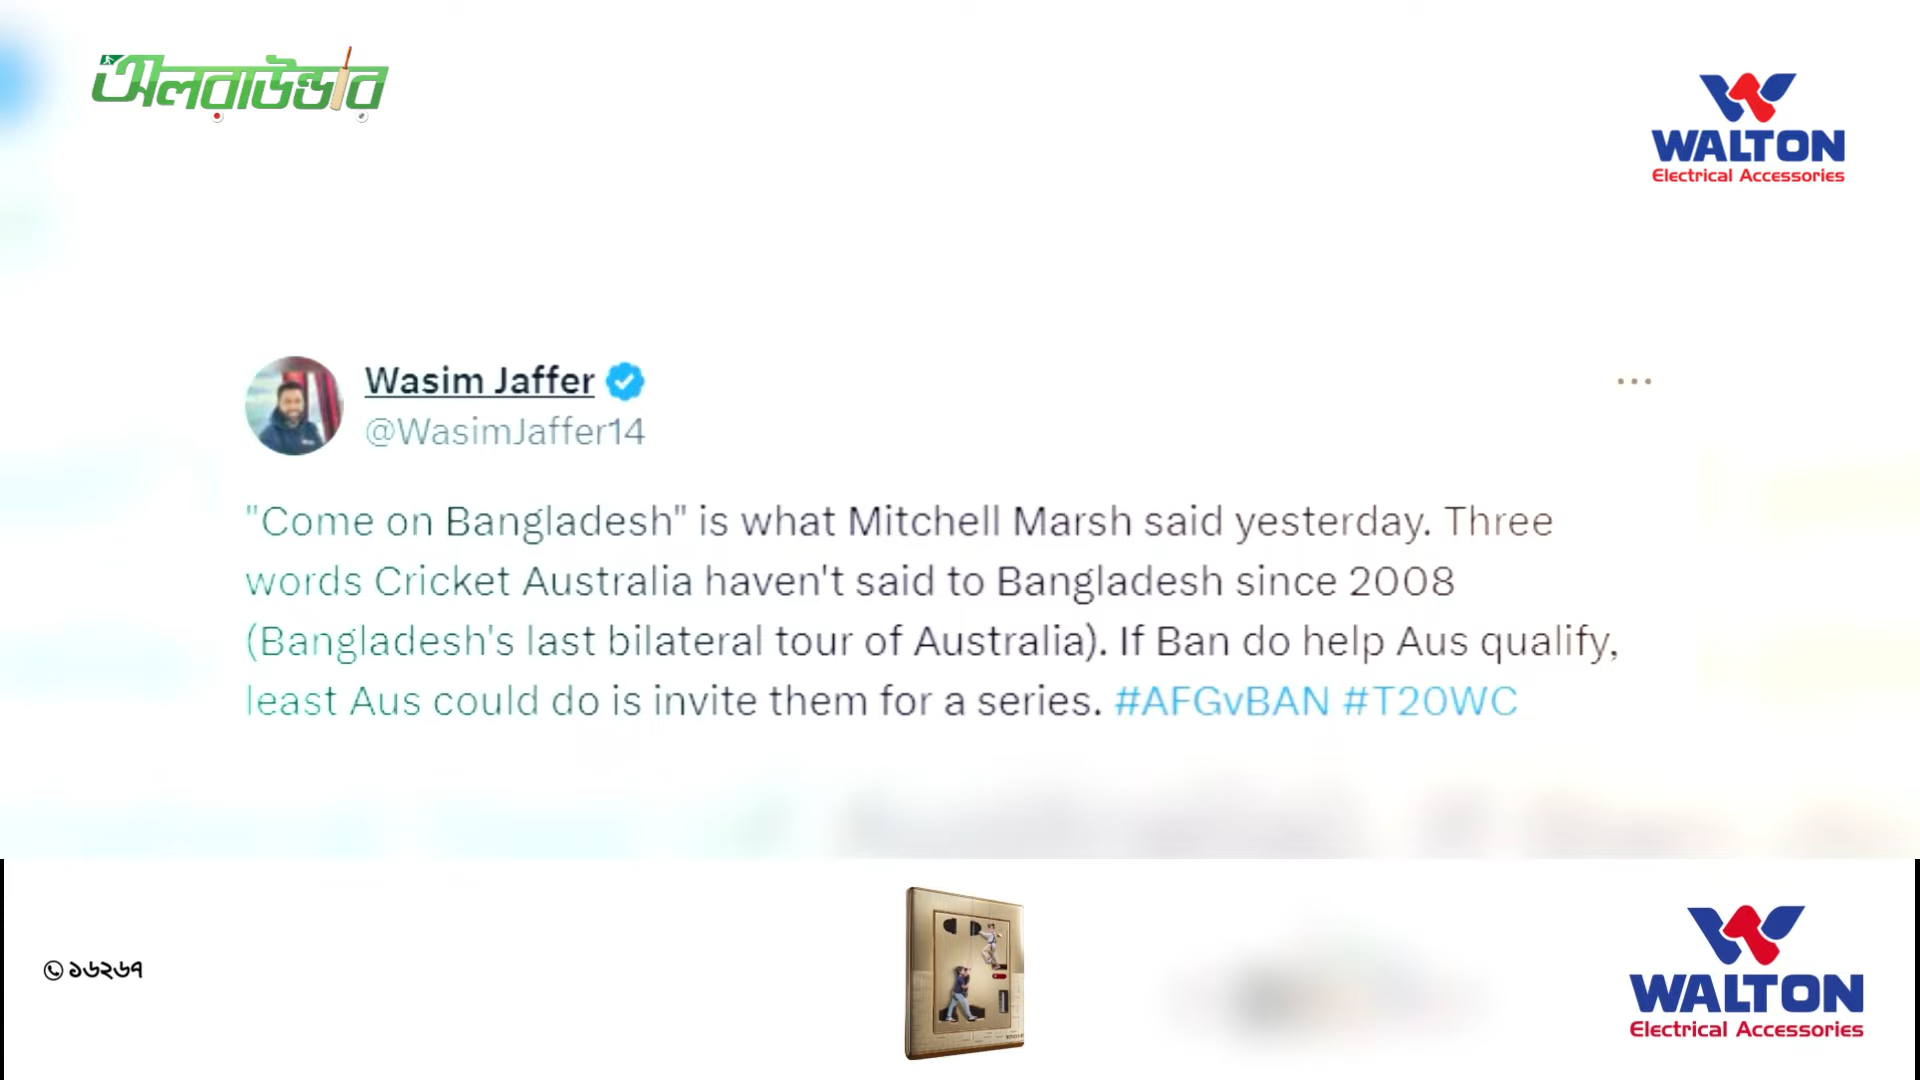 অলরাউন্ডার
WALTON
Electrical Accessories
Wasim Jaffer
@WasimJaffer14
"Come on Bangladesh" is what Mitchell Marsh said yesterday. Three
words Cricket Australia haven't said to Bangladesh since 2008
(Bangladesh's last bilateral tour of Australia). If Ban do help Aus qualify,
least Aus could do is invite them for a series. #AFGvBAN #T20WC
১৬২৬৭
WALTON
Electrical Accessories